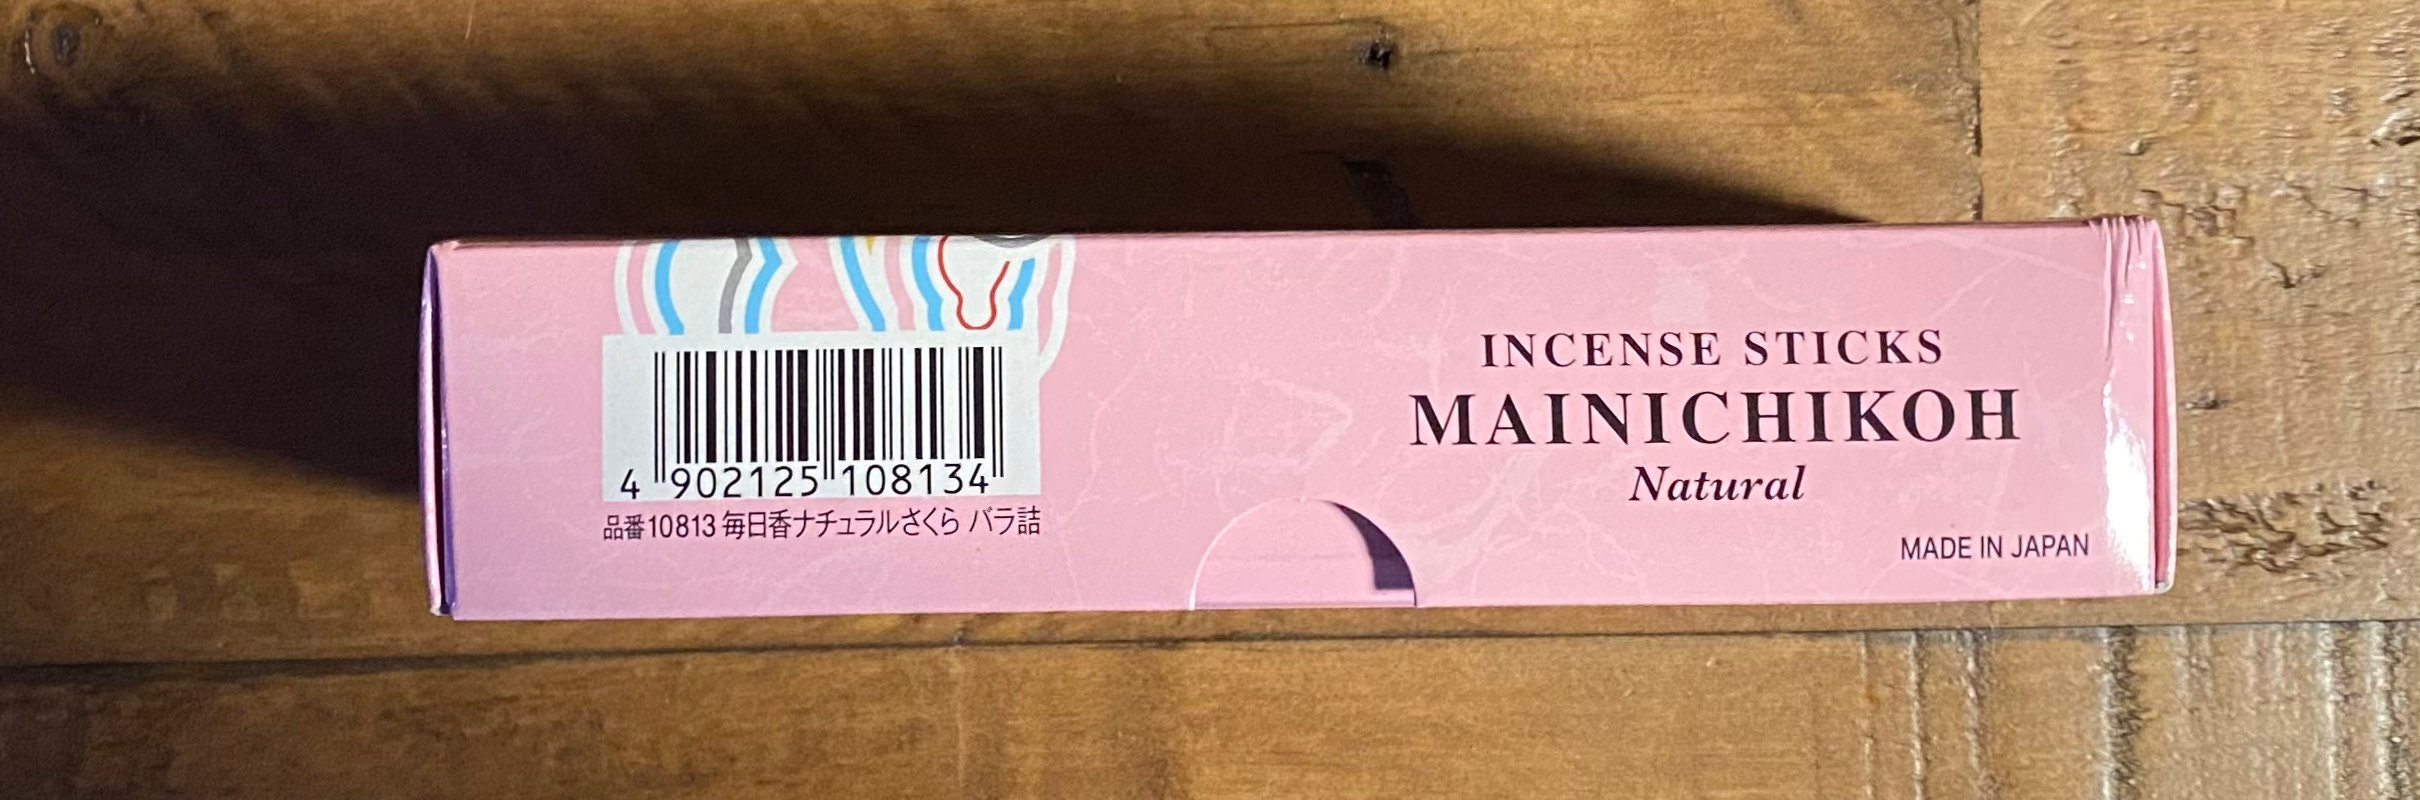 4 902125 108134
品番10813 毎日香ナチュラルさくら バラ詰
INCENSE STICKS
MAINICHIKOH
Natural
MADE IN JAPAN